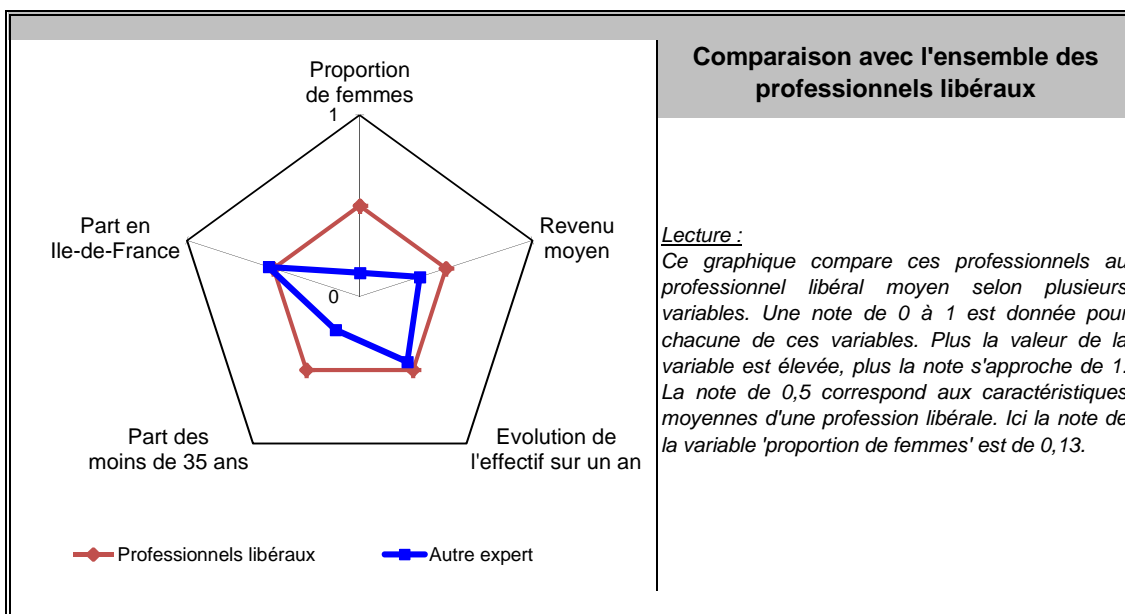 Comparaison avec l'ensemble des
professionnels libéraux
Proportion
de femmes
1
Revenu
moyen
Part en
Ile-de-France
0
Part des
moins de 35 ans
Evolution de
l'effectif sur un an
Professionnels libéraux
Autre expert
Lecture :
Ce graphique compare ces professionnels au
professionnel libéral moyen selon plusieurs
variables. Une note de 0 à 1 est donnée pour
chacune de ces variables. Plus la valeur de la
variable est élevée, plus la note s'approche de 1.
La note de 0,5 correspond aux caractéristiques
moyennes d'une profession libérale. Ici la note de
la variable 'proportion de femmes' est de 0,13.